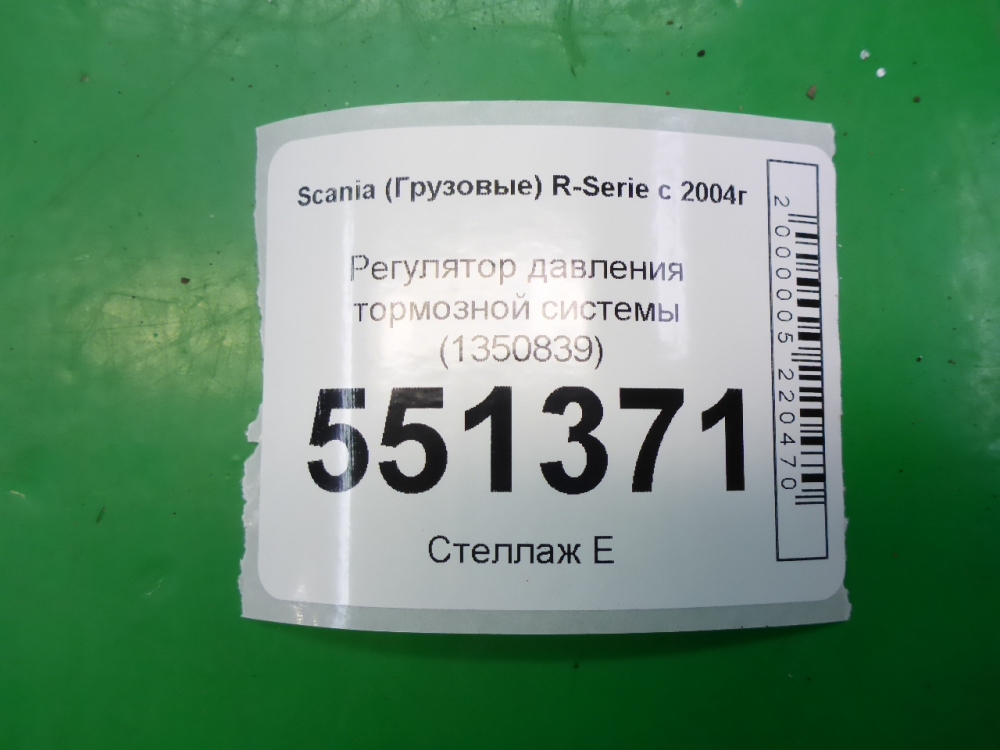 Scania (Грузовые) R-Serie с 2004г
Регулятор давления
тормозной системы
(1350839)
551371
Стеллаж Е
2000005220470